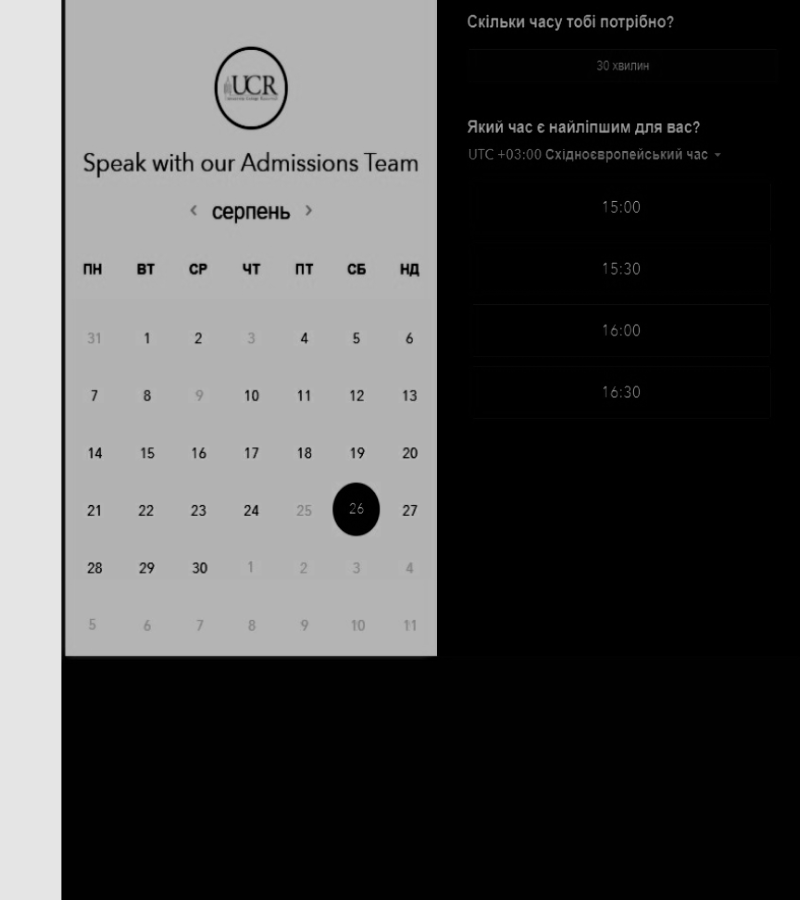 UCR
Speak with our Admissions Team
‹ серпень ›
ПН ВТ СР ЧТ ПТ СБ НД
31 1 2 3 4 5 6
7 8 9 10 11 12 13
14 15 16 17 18 19 20
21 22 23 24 25 26 27
28 29 30 1 2 3 4
5 6 7 8 9 10 11
Скільки часу тобі потрібно?
30 хвилин
Який час є найліпшим для вас?
UTC +03:00 Східноєвропейський час
15:00
15:30
16:00
16:30